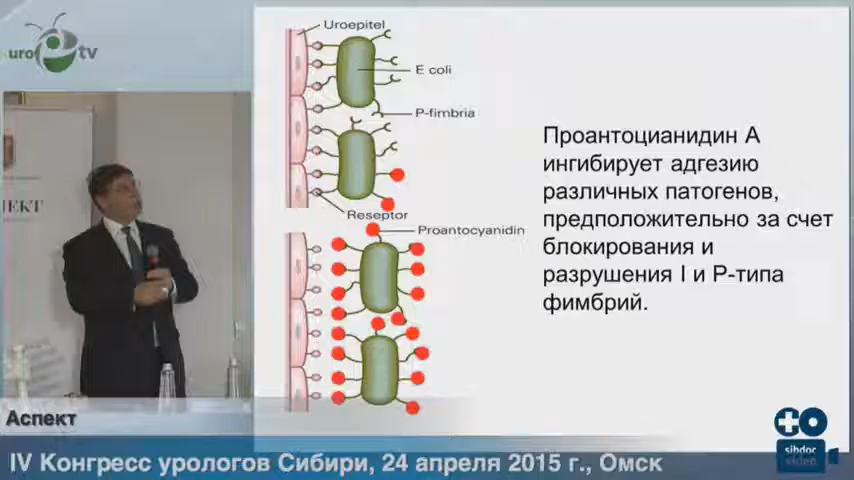 uro tv
Uroepitel
E coli
P-fimbria
Reseptor
Proantocyanidin
Проантоцианидин А
ингибирует адгезию
различных патогенов,
предположительно за счет
блокирования и
разрушения I и P-типа
фимбрий.
ЕКТ
Аспект
IV Конгресс урологов Сибири, 24 апреля 2015 г., Омск
sibdoc
video